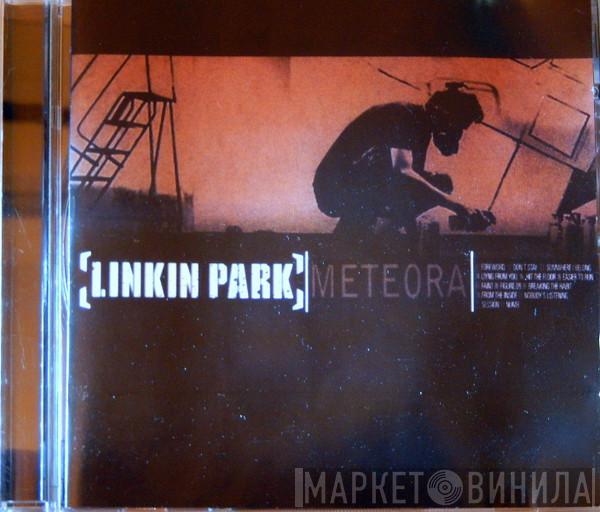 [LINKIN PARK]
METEORA
FOREWORD DON'T STAY SOMEWHERE I BELONG
LYING FROM YOU HIT THE FLOOR EASIER TO RUN
FAINT FIGURE.09 BREAKING THE HABIT
FROM THE INSIDE NOBODY'S LISTENING
SESSION NUMB
МАРКЕТ ВИНИЛА